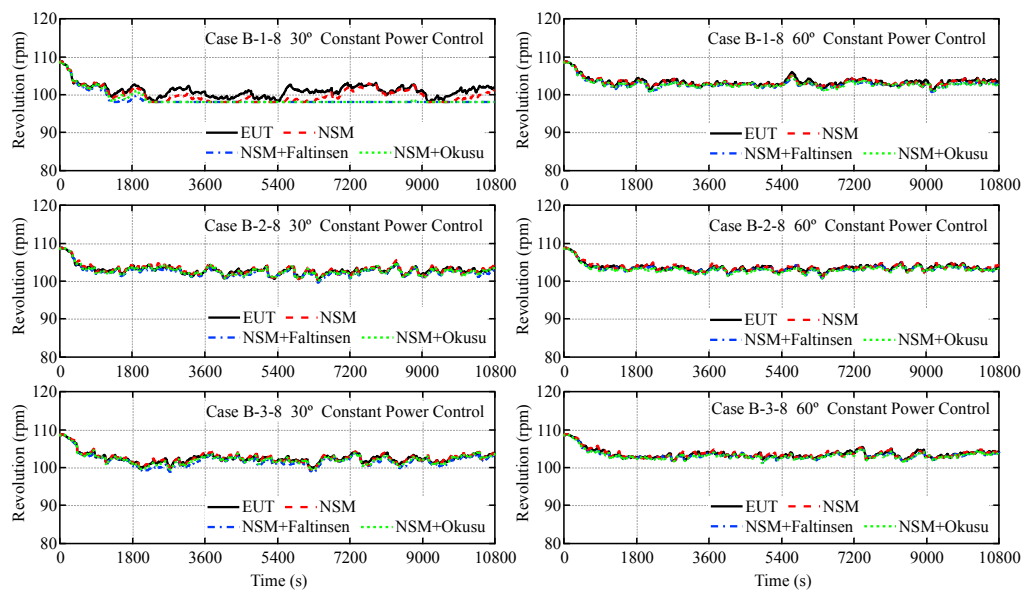 120
110
100
90
80
Revolution (rpm)
Case B-1-8 30º Constant Power Control
EUT NSM
NSM+Faltinsen NSM+Okusu
0 1800 3600 5400 7200 9000 10800
120
110
100
90
80
Revolution (rpm)
Case B-1-8 60º Constant Power Control
EUT NSM
NSM+Faltinsen NSM+Okusu
0 1800 3600 5400 7200 9000 10800
120
110
100
90
80
Revolution (rpm)
Case B-2-8 30º Constant Power Control
EUT NSM
NSM+Faltinsen NSM+Okusu
0 1800 3600 5400 7200 9000 10800
120
110
100
90
80
Revolution (rpm)
Case B-2-8 60º Constant Power Control
EUT NSM
NSM+Faltinsen NSM+Okusu
0 1800 3600 5400 7200 9000 10800
120
110
100
90
80
Revolution (rpm)
Case B-3-8 30º Constant Power Control
EUT NSM
NSM+Faltinsen NSM+Okusu
0 1800 3600 5400 7200 9000 10800
Time (s)
120
110
100
90
80
Revolution (rpm)
Case B-3-8 60º Constant Power Control
EUT NSM
NSM+Faltinsen NSM+Okusu
0 1800 3600 5400 7200 9000 10800
Time (s)